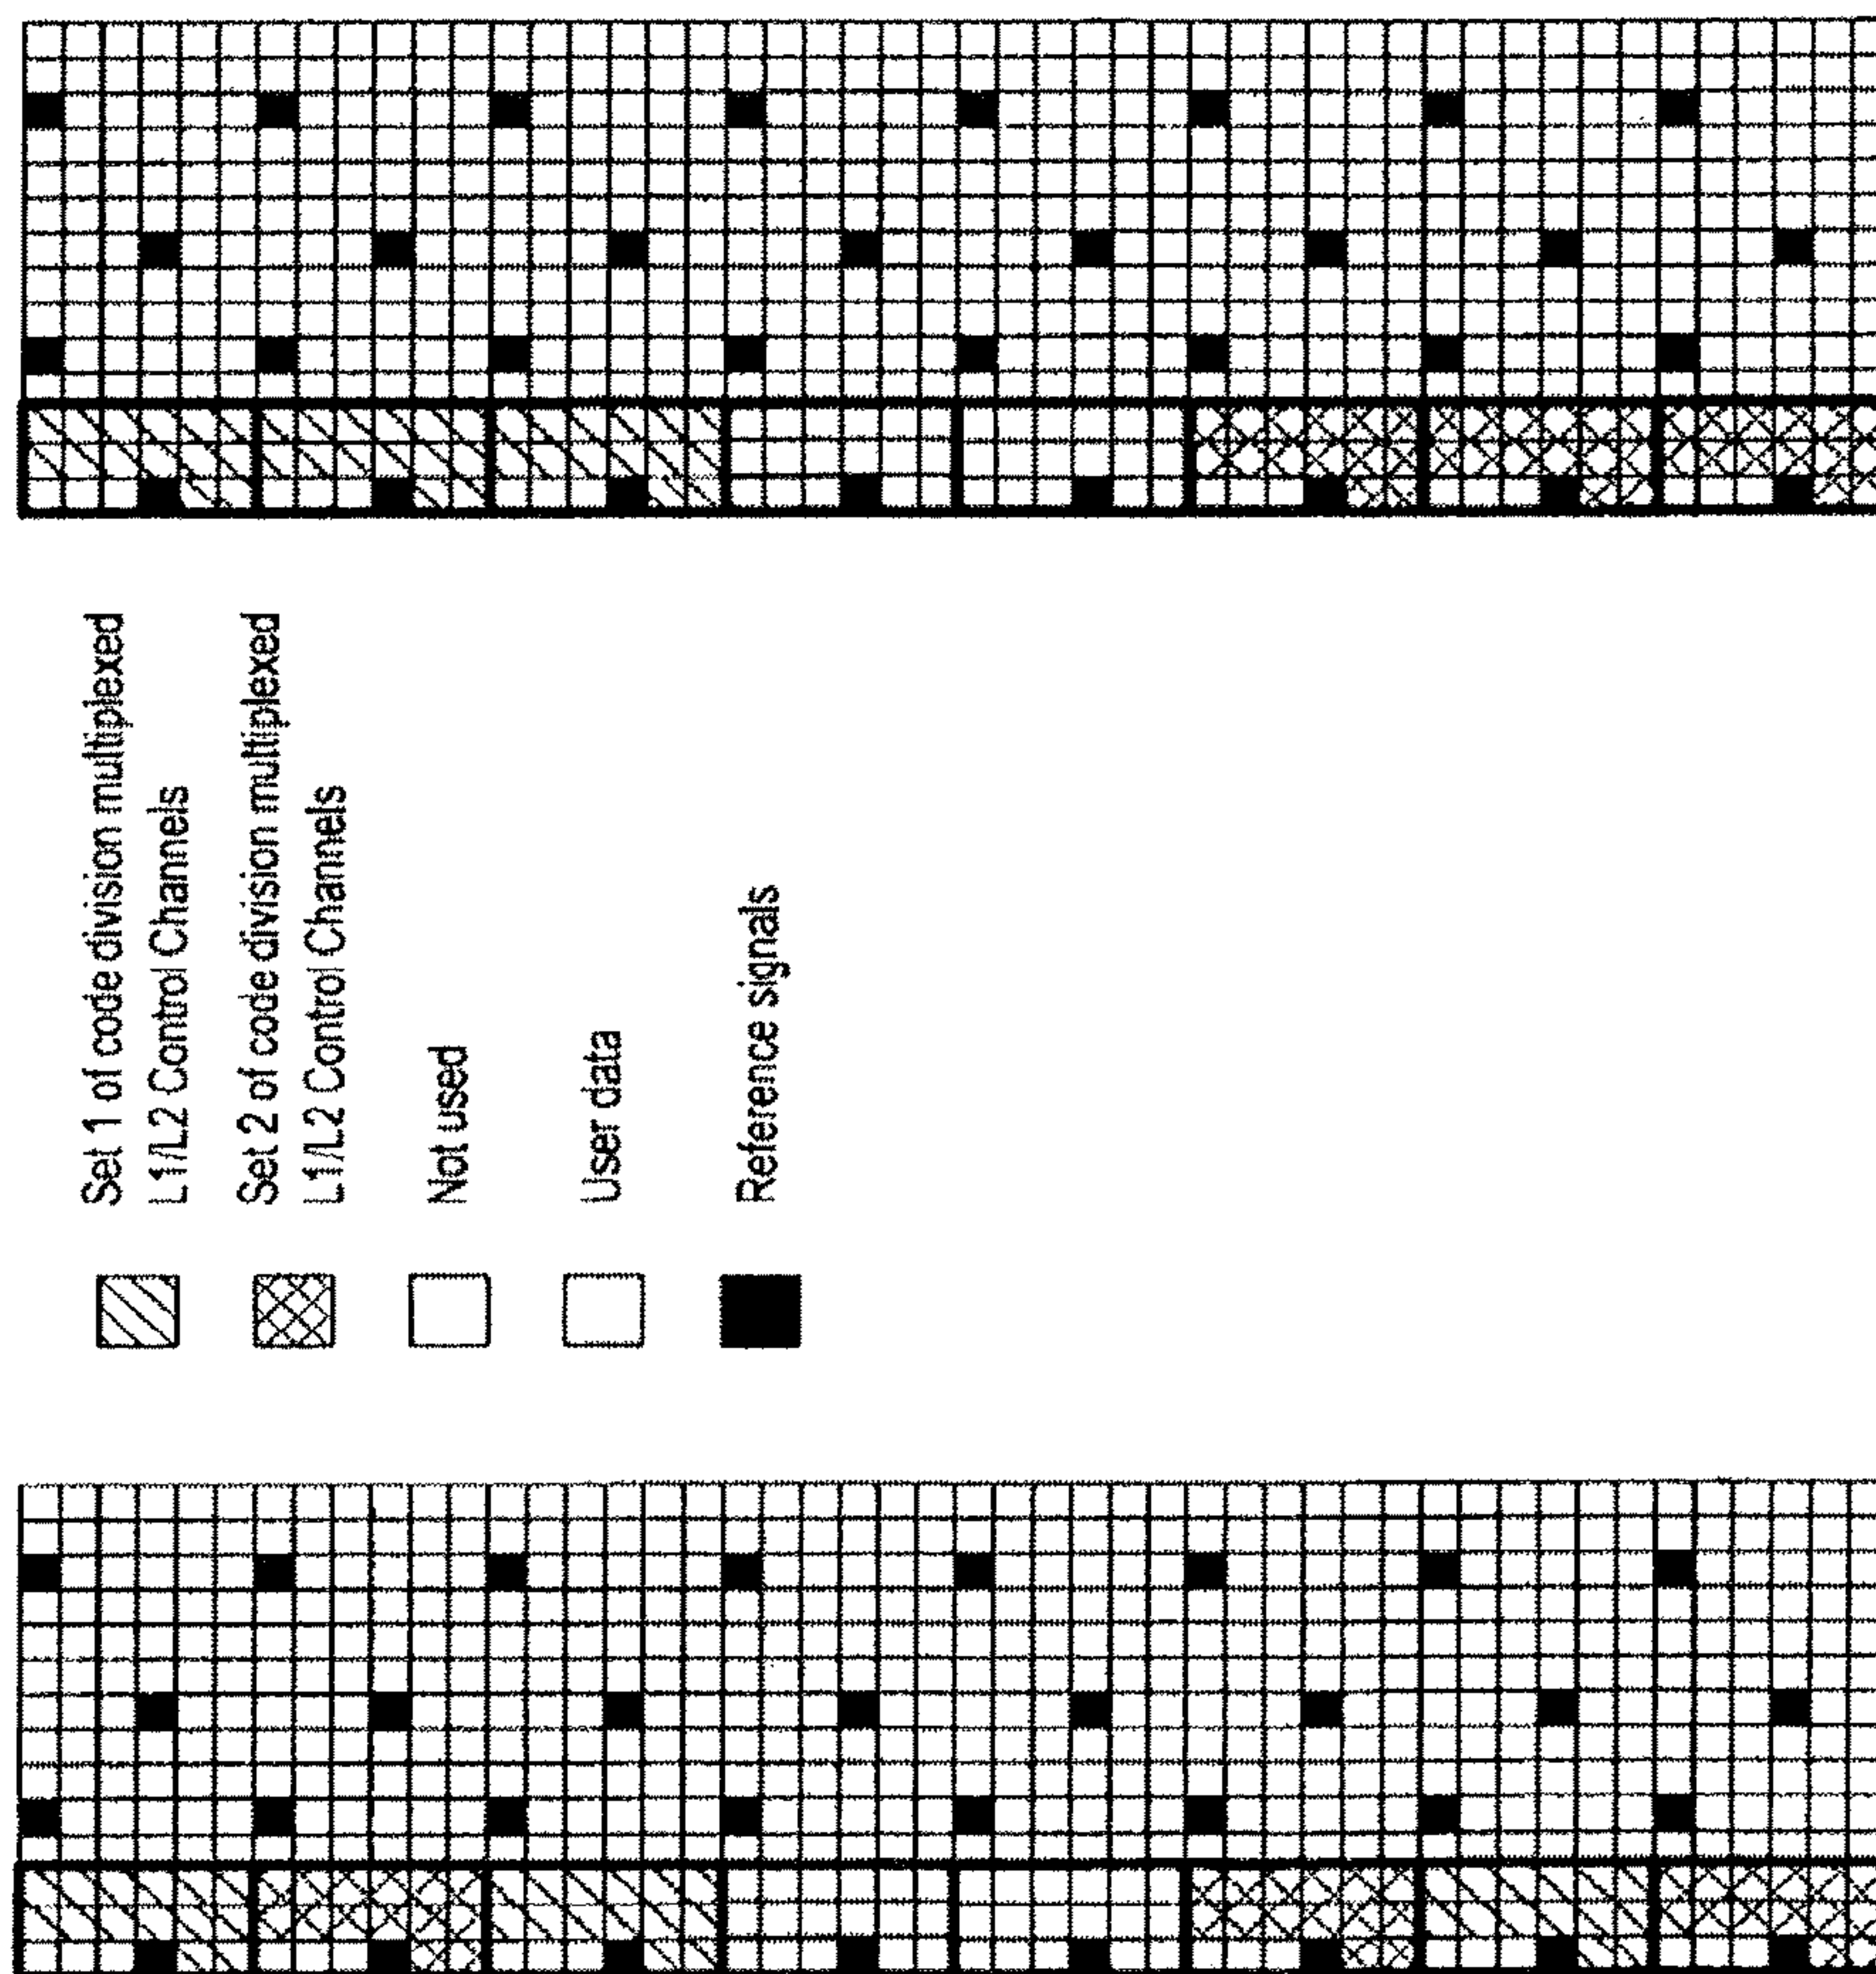 Set 1 of code division multiplexed
L1/L2 Control Channels
Set 2 of code division multiplexed
L1/L2 Control Channels
Not used
User data
Reference signals